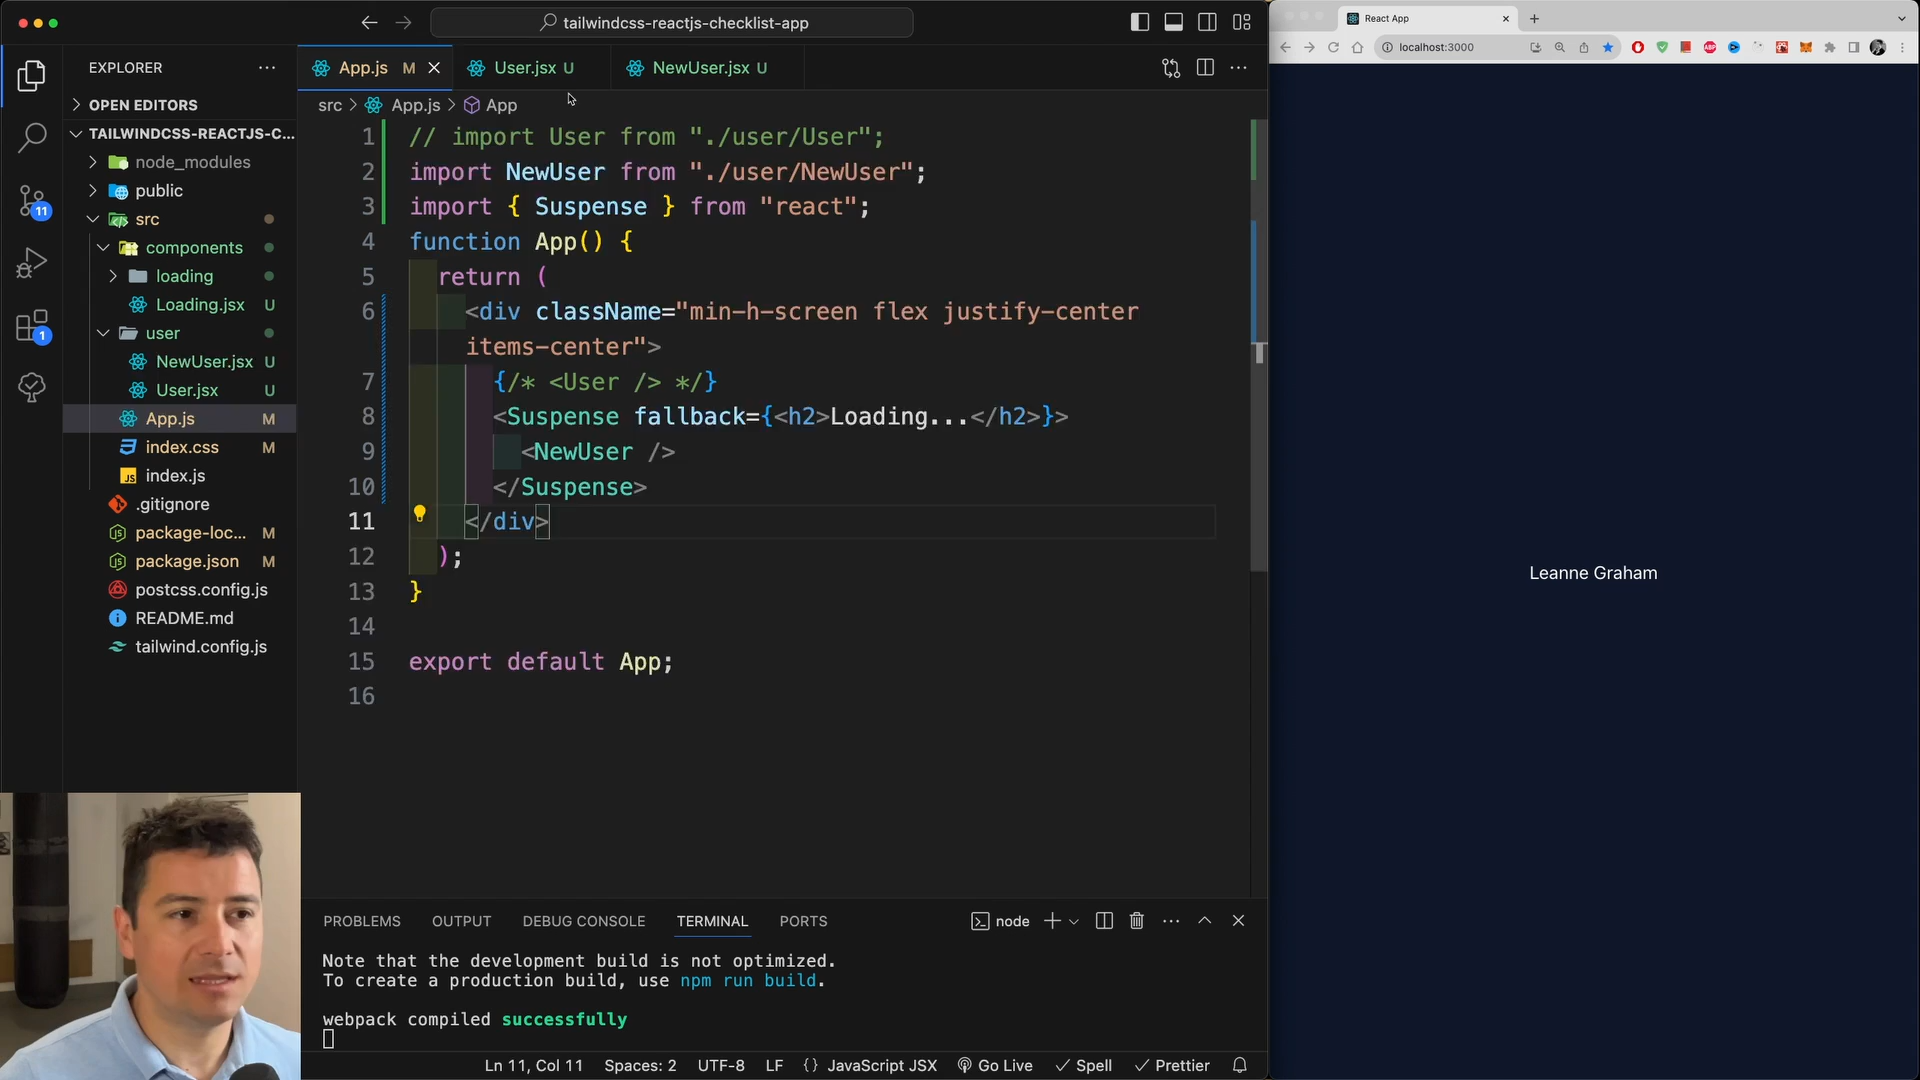 tailwindcss-reactjs-checklist-app
React App
localhost:3000
EXPLORER
App.js M
User.jsx U
NewUser.jsx U
OPEN EDITORS
src > App.js > App
TAILWINDCSS-REACTJS-C...
node_modules
public
src
components
loading
Loading.jsx U
user
NewUser.jsx U
User.jsx U
App.js M
index.css M
index.js
.gitignore
package-loc... M
package.json M
postcss.config.js
README.md
tailwind.config.js
11
1
1 // import User from "./user/User";
2 import NewUser from "./user/NewUser";
3 import { Suspense } from "react";
4 function App() {
5 return (
6 <div className="min-h-screen flex justify-center
items-center">
7 {/* <User /> */}
8 <Suspense fallback={<h2>Loading...</h2>}>
9 <NewUser />
10 </Suspense>
11 </div>
12 );
13 }
14
15 export default App;
16
Leanne Graham
PROBLEMS OUTPUT DEBUG CONSOLE TERMINAL PORTS
node
Note that the development build is not optimized.
To create a production build, use npm run build.
webpack compiled successfully
Ln 11, Col 11 Spaces: 2 UTF-8 LF {} JavaScript JSX Go Live Spell Prettier